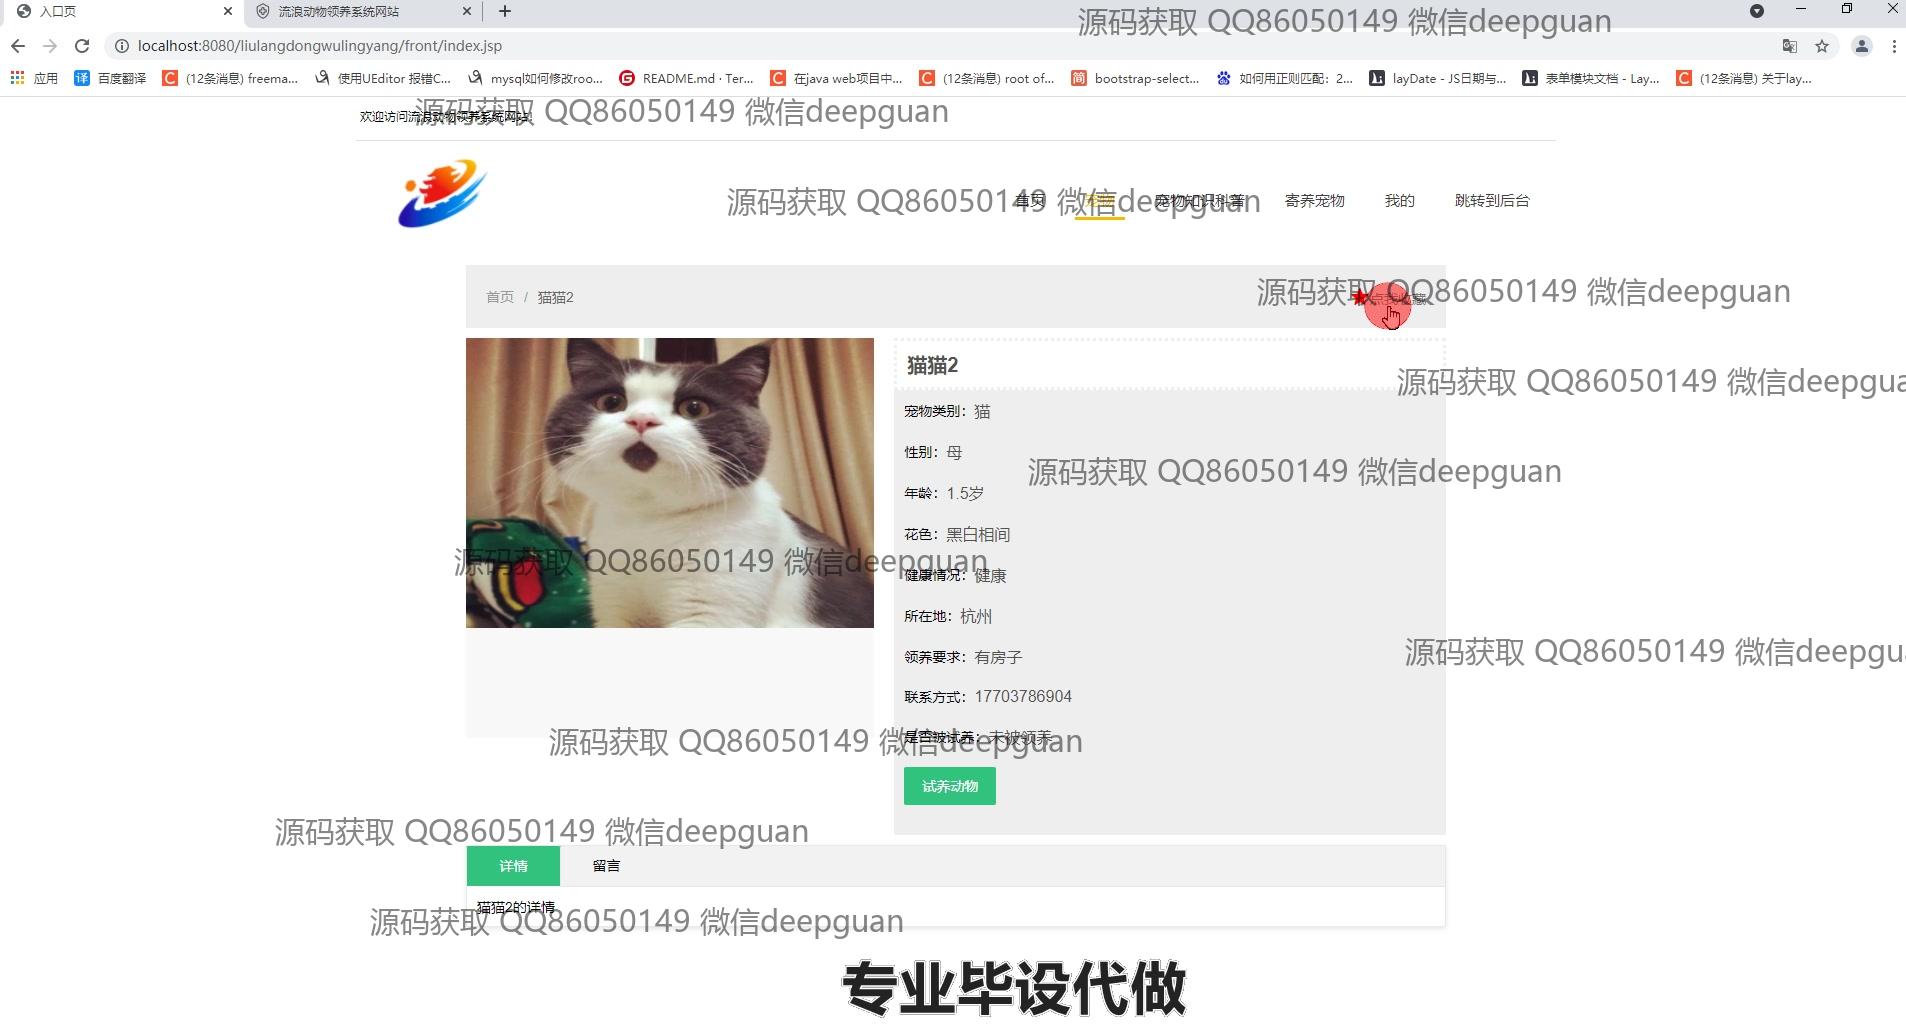 入口页
流浪动物领养系统网站
源码获取 QQ86050149 微信deepguan
localhost:8080/liulangdongwulingyang/front/index.jsp
应用
百度翻译
(12条消息) freema...
使用UEditor 报错C...
mysql如何修改roo...
README.md · Ter...
在java web项目中...
(12条消息) root of...
bootstrap-select...
如何用正则匹配：2...
layDate - JS日期与...
表单模块文档 - Lay...
(12条消息) 关于lay...
欢迎访问流浪动物领养系统网站
源码获取 QQ86050149 微信deepguan
源码获取 QQ86050149 微信deepguan
首页
宠物
宠物知识科普
寄养宠物
我的
跳转到后台
首页 / 猫猫2
点我收藏
源码获取 QQ86050149 微信deepguan
猫猫2
源码获取 QQ86050149 微信deepgua
宠物类别：猫
性别：母
源码获取 QQ86050149 微信deepguan
年龄：1.5岁
花色：黑白相间
源码获取 QQ86050149 微信deepguan
健康情况：健康
所在地：杭州
领养要求：有房子
源码获取 QQ86050149 微信deepgua
联系方式：17703786904
是否被试养：未被领养
源码获取 QQ86050149 微信deepguan
试养动物
源码获取 QQ86050149 微信deepguan
详情
留言
猫猫2的详情
源码获取 QQ86050149 微信deepguan
专业毕设代做